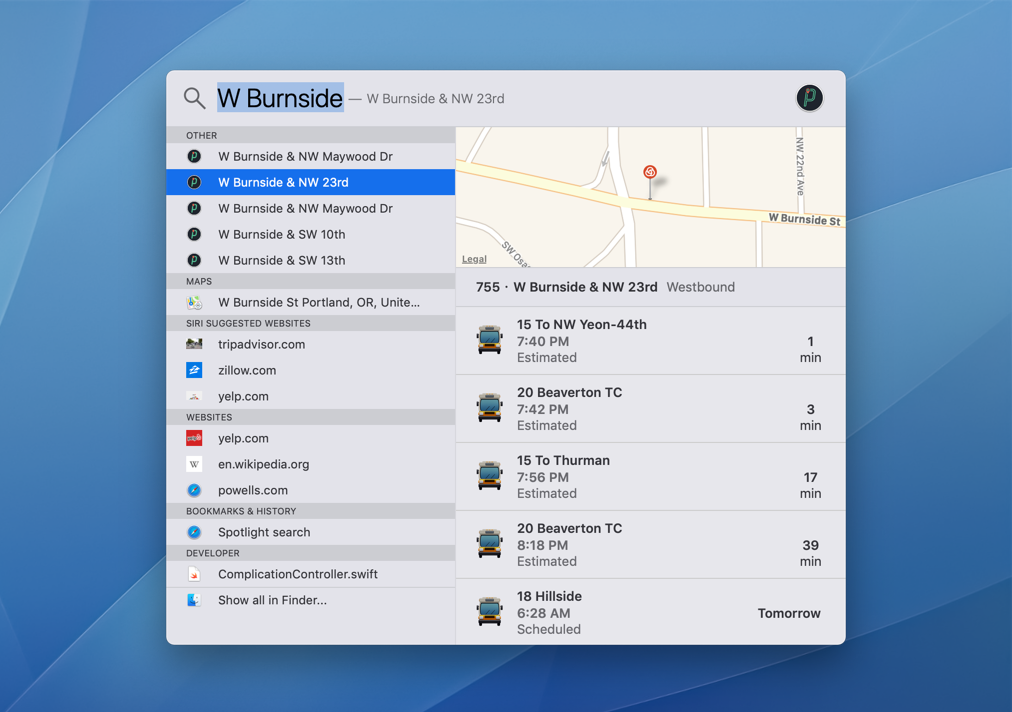 W Burnside — W Burnside & NW 23rd
OTHER
W Burnside & NW Maywood Dr
W Burnside & NW 23rd
W Burnside & NW Maywood Dr
W Burnside & SW 10th
W Burnside & SW 13th
MAPS
W Burnside St Portland, OR, Unite...
SIRI SUGGESTED WEBSITES
tripadvisor.com
zillow.com
yelp.com
WEBSITES
yelp.com
en.wikipedia.org
powells.com
BOOKMARKS & HISTORY
Spotlight search
DEVELOPER
ComplicationController.swift
Show all in Finder...
NW 22nd Ave
W Burnside St
Legal
755 · W Burnside & NW 23rd Westbound
15 To NW Yeon-44th
7:40 PM
Estimated
1
min
20 Beaverton TC
7:42 PM
Estimated
3
min
15 To Thurman
7:56 PM
Estimated
17
min
20 Beaverton TC
8:18 PM
Estimated
39
min
18 Hillside
6:28 AM
Scheduled
Tomorrow